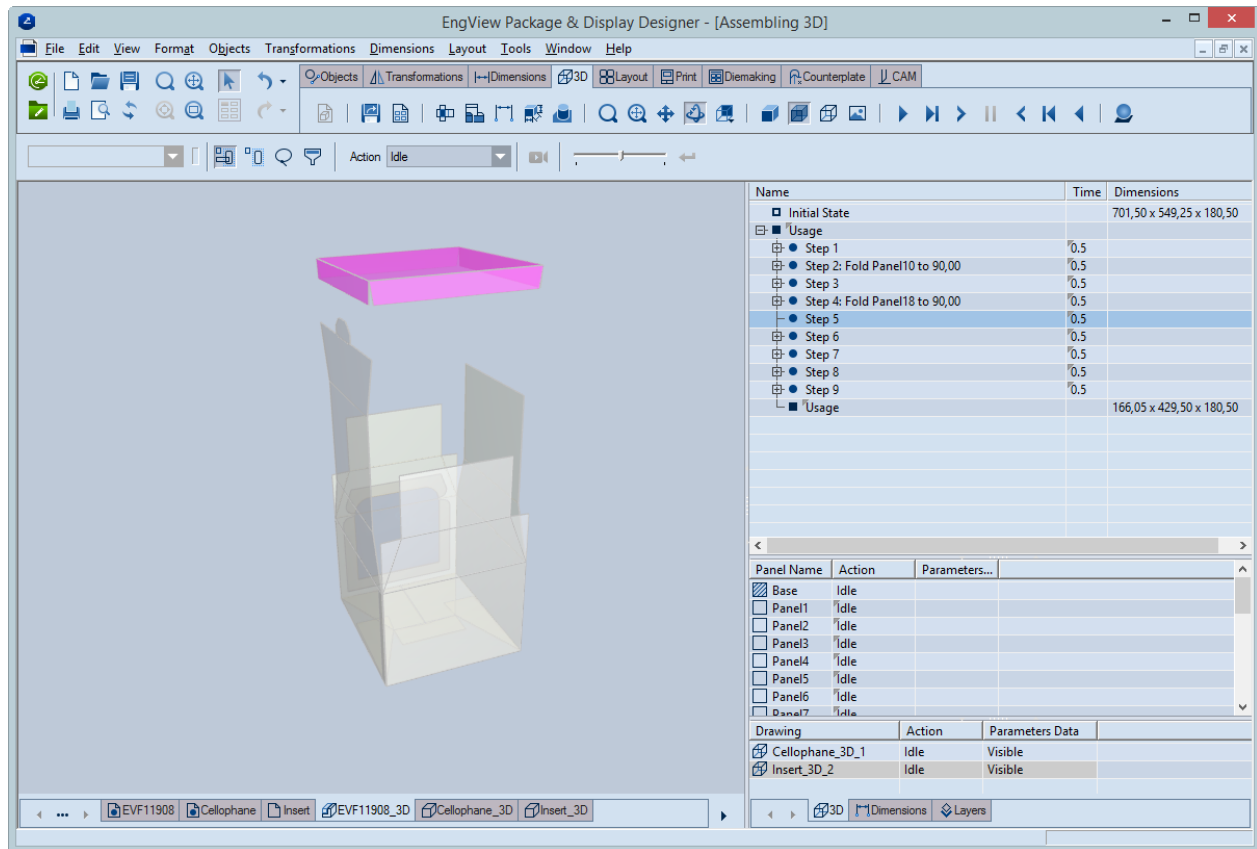 EngView Package & Display Designer - [Assembling 3D]
File Edit View Format Objects Transformations Dimensions Layout Tools Window Help
Objects Transformations Dimensions 3D Layout Print Diemaking Counterplate CAM
Action Idle
Name Time Dimensions
Initial State 701,50 x 549,25 x 180,50
Usage
Step 1 0.5
Step 2: Fold Panel10 to 90,00 0.5
Step 3 0.5
Step 4: Fold Panel18 to 90,00 0.5
Step 5 0.5
Step 6 0.5
Step 7 0.5
Step 8 0.5
Step 9 0.5
Usage 166,05 x 429,50 x 180,50
Panel Name Action Parameters...
Base Idle
Panel1 Idle
Panel2 Idle
Panel3 Idle
Panel4 Idle
Panel5 Idle
Panel6 Idle
Panel7 Idle
Drawing Action Parameters Data
Cellophane_3D_1 Idle Visible
Insert_3D_2 Idle Visible
EVF11908 Cellophane Insert EVF11908_3D Cellophane_3D Insert_3D
3D Dimensions Layers